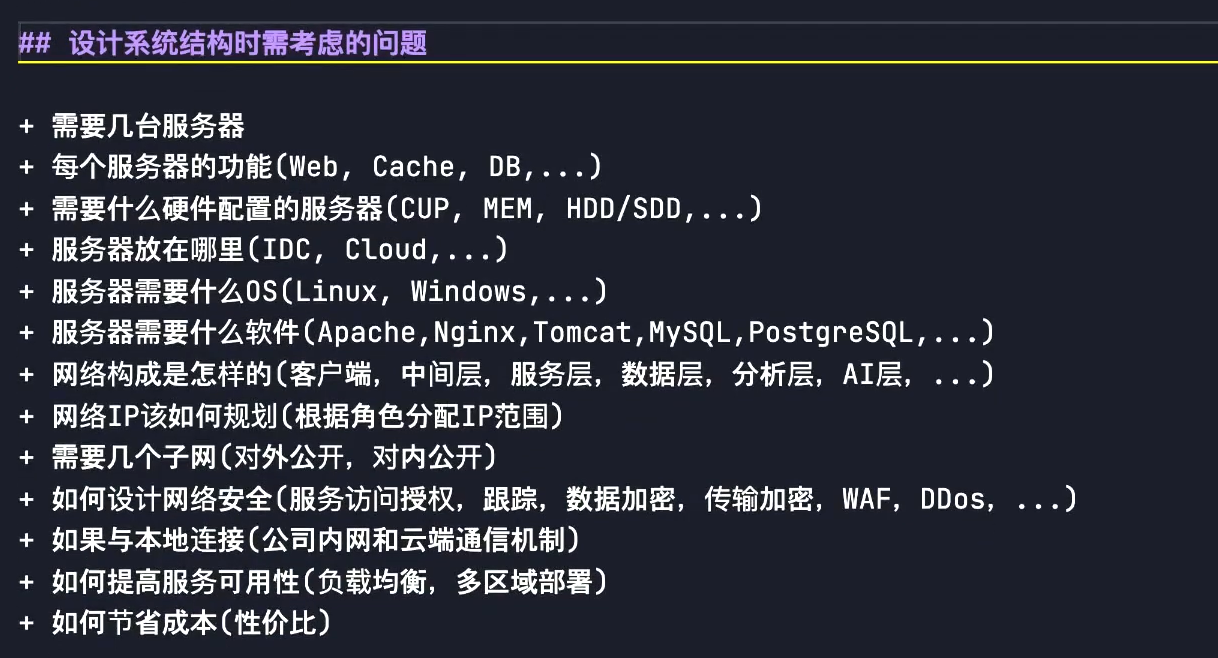 ## 设计系统结构时需考虑的问题
+ 需要几台服务器
+ 每个服务器的功能(Web, Cache, DB,...)
+ 需要什么硬件配置的服务器(CUP, MEM, HDD/SDD,...)
+ 服务器放在哪里(IDC, Cloud,...)
+ 服务器需要什么OS(Linux, Windows,...)
+ 服务器需要什么软件(Apache,Nginx,Tomcat,MySQL,PostgreSQL,...)
+ 网络构成是怎样的(客户端，中间层，服务层，数据层，分析层，AI层，...)
+ 网络IP该如何规划(根据角色分配IP范围)
+ 需要几个子网(对外公开，对内公开)
+ 如何设计网络安全(服务访问授权，跟踪，数据加密，传输加密，WAF，DDos，...)
+ 如果与本地连接(公司内网和云端通信机制)
+ 如何提高服务可用性(负载均衡，多区域部署)
+ 如何节省成本(性价比)